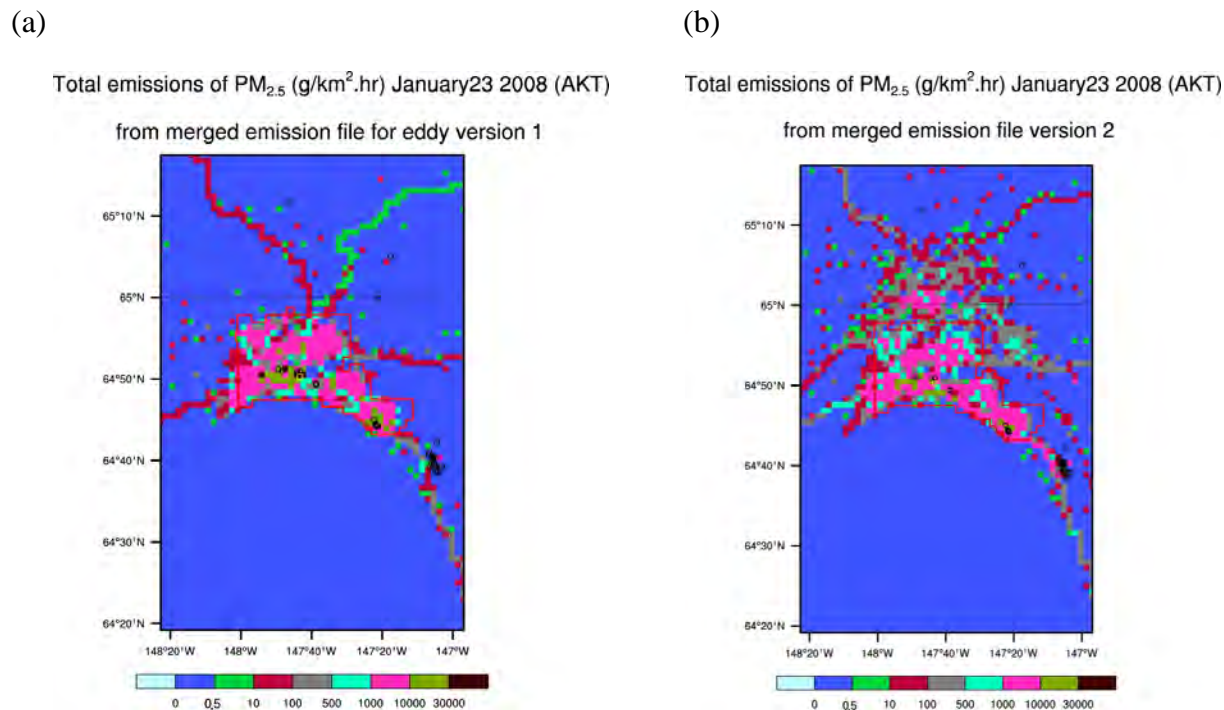 (a)
Total emissions of PM2.5 (g/km2.hr) January23 2008 (AKT)
from merged emission file for eddy version 1
65°10'N
65°N
64°50'N
64°40'N
64°30'N
64°20'N
148°20'W 148°W 147°40'W 147°20'W 147°W
0 0.5 10 100 500 1000 10000 30000
(b)
Total emissions of PM2.5 (g/km2.hr) January23 2008 (AKT)
from merged emission file version 2
65°10'N
65°N
64°50'N
64°40'N
64°30'N
64°20'N
148°20'W 148°W 147°40'W 147°20'W 147°W
0 0.5 10 100 500 1000 10000 30000